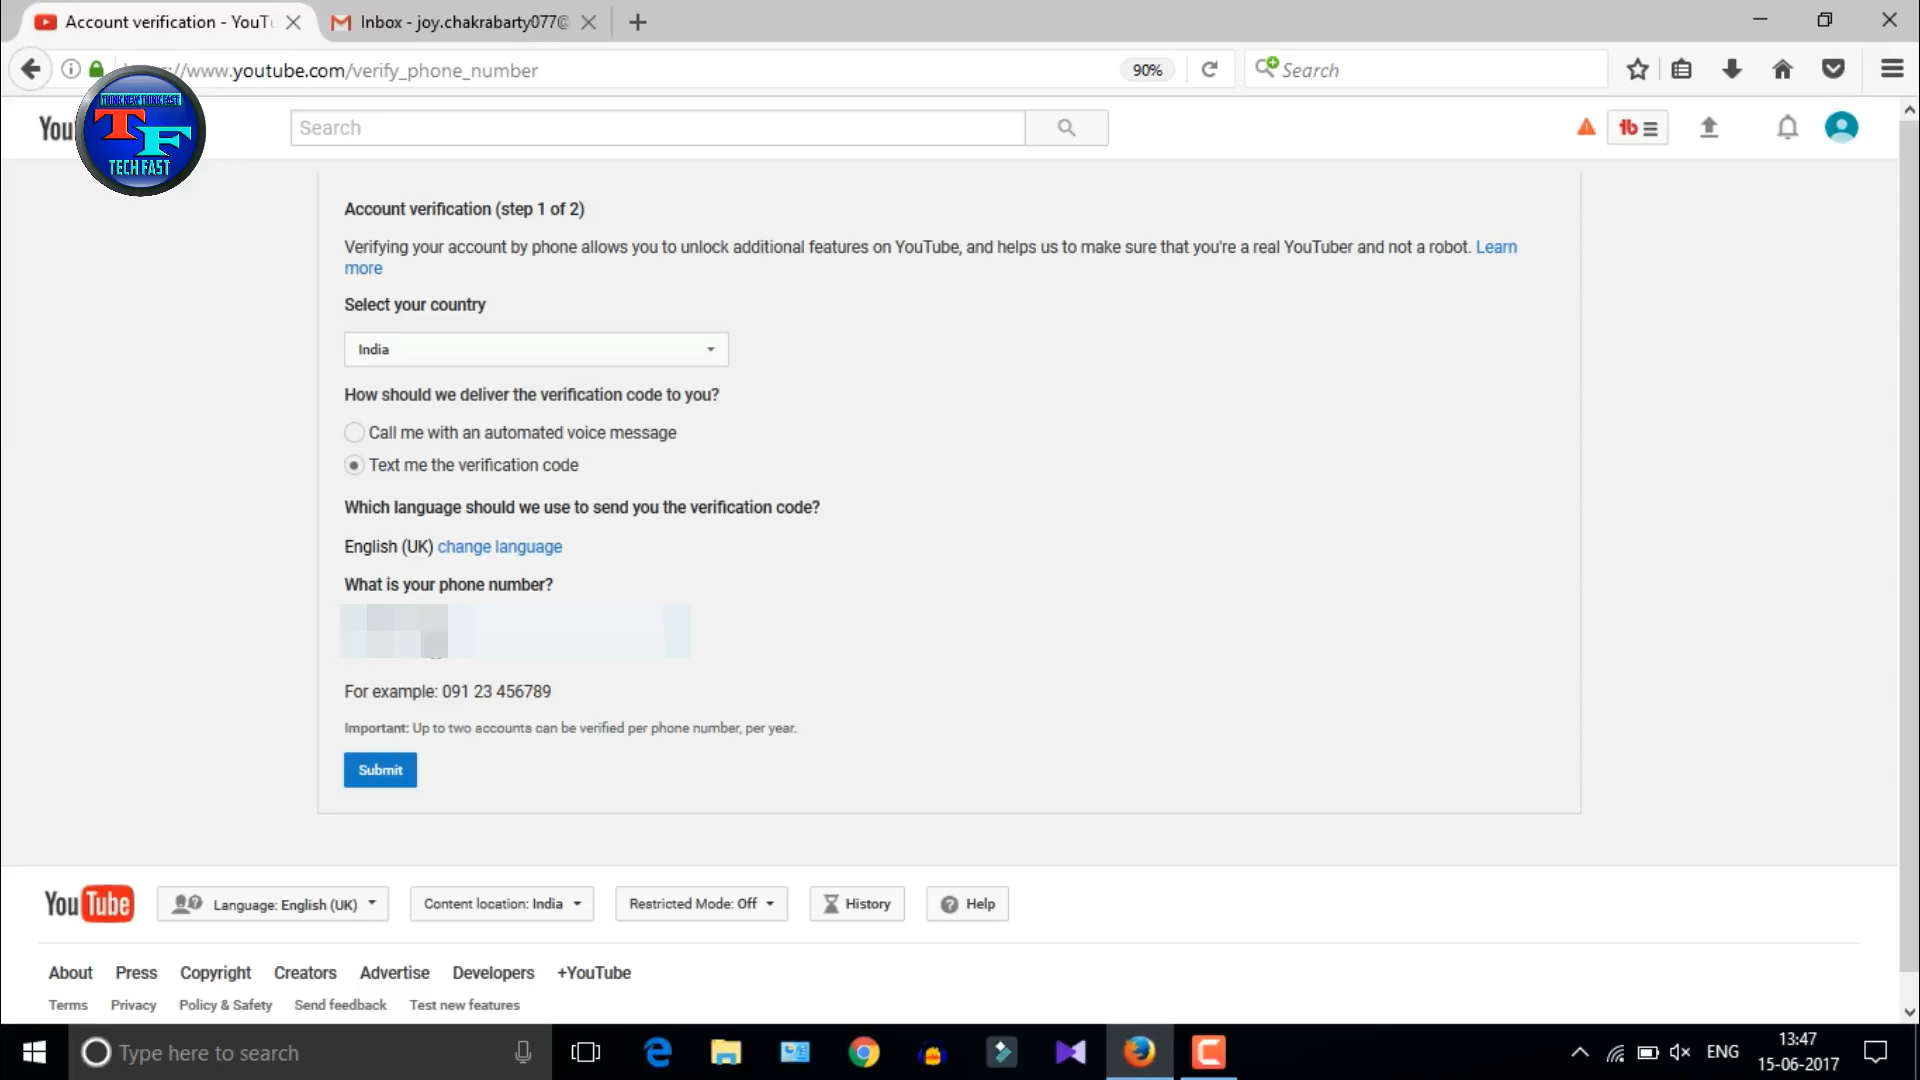 Account verification - YouTu
Inbox - joy.chakrabarty077@
://www.youtube.com/verify_phone_number
90%
Search
You
THINK NEW THINK FAST
TF
TECH FAST
Search
Account verification (step 1 of 2)
Verifying your account by phone allows you to unlock additional features on YouTube, and helps us to make sure that you're a real YouTuber and not a robot. Learn
more
Select your country
India
How should we deliver the verification code to you?
Call me with an automated voice message
Text me the verification code
Which language should we use to send you the verification code?
English (UK) change language
What is your phone number?
For example: 091 23 456789
Important: Up to two accounts can be verified per phone number, per year.
Submit
YouTube
Language: English (UK)
Content location: India
Restricted Mode: Off
History
Help
About Press Copyright Creators Advertise Developers +YouTube
Terms Privacy Policy & Safety Send feedback Test new features
Type here to search
ENG
13:47
15-06-2017